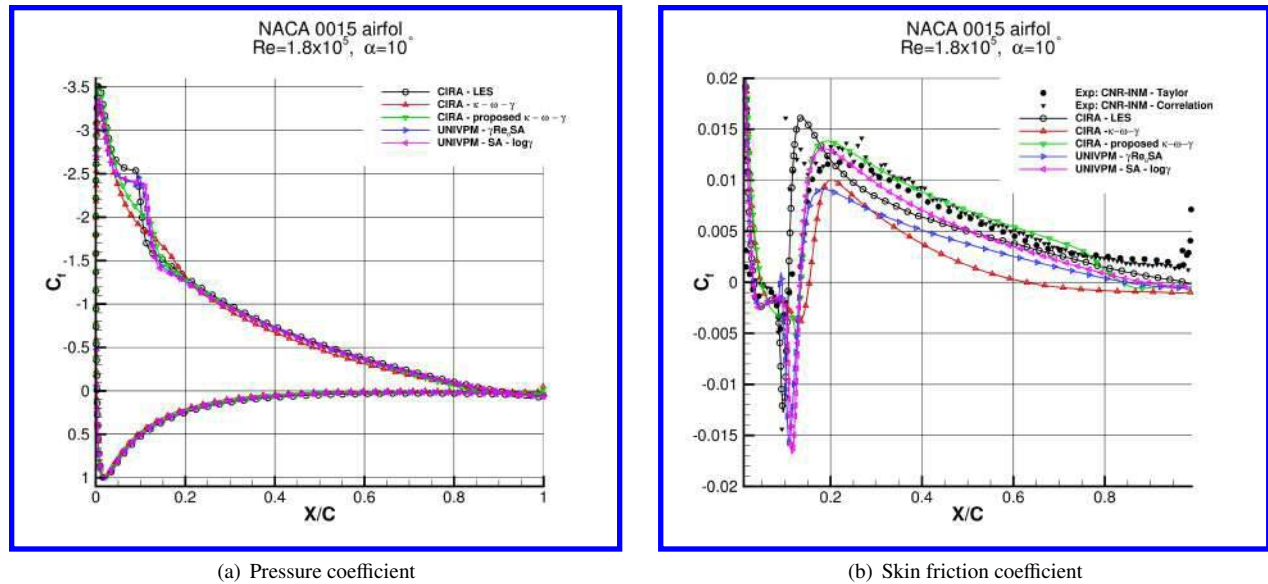 NACA 0015 airfol
Re=1.8x10⁵, α=10°
-3.5
-3
-2.5
-2
-1.5
-1
-0.5
0
0.5
1
C_f
CIRA - LES
CIRA - κ-ω-γ
CIRA - proposed κ-ω-γ
UNIVPM - γRe_θSA
UNIVPM - SA - logγ
0
0.2
0.4
0.6
0.8
1
X/C
(a) Pressure coefficient
NACA 0015 airfol
Re=1.8x10⁵, α=10°
0.02
0.015
0.01
0.005
0
-0.005
-0.01
-0.015
-0.02
C_f
Exp: CNR-INM - Taylor
Exp: CNR-INM - Correlation
CIRA - LES
CIRA -κ-ω-γ
CIRA - proposed κ-ω-γ
UNIVPM - γRe_θSA
UNIVPM - SA - logγ
0.2
0.4
0.6
0.8
X/C
(b) Skin friction coefficient